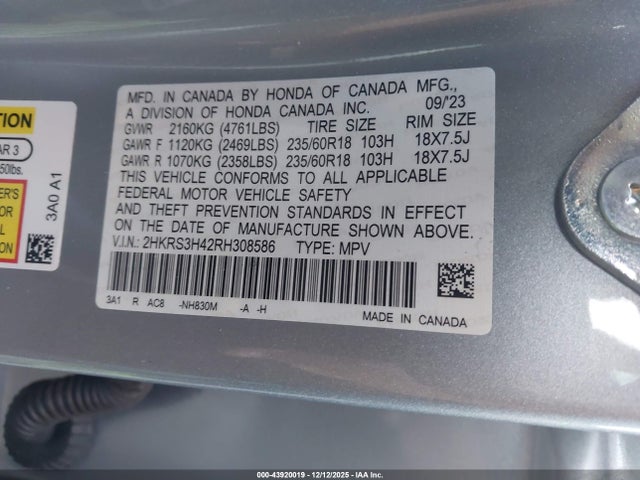 MFD. IN CANADA BY HONDA OF CANADA MFG.,
A DIVISION OF HONDA CANADA INC. 09/'23
GVWR 2160KG (4761LBS) TIRE SIZE RIM SIZE
GAWR F 1120KG (2469LBS) 235/60R18 103H 18X7.5J
GAWR R 1070KG (2358LBS) 235/60R18 103H 18X7.5J
THIS VEHICLE CONFORMS TO ALL APPLICABLE
FEDERAL MOTOR VEHICLE SAFETY
AND THEFT PREVENTION STANDARDS IN EFFECT
ON THE DATE OF MANUFACTURE SHOWN ABOVE.
V.I.N.: 2HKRS3H42RH308586 TYPE: MPV
3A1 R AC8 -NH830M -A -H
MADE IN CANADA
3A0 A1
000-43920019 - 12/12/2025 - IAA Inc.